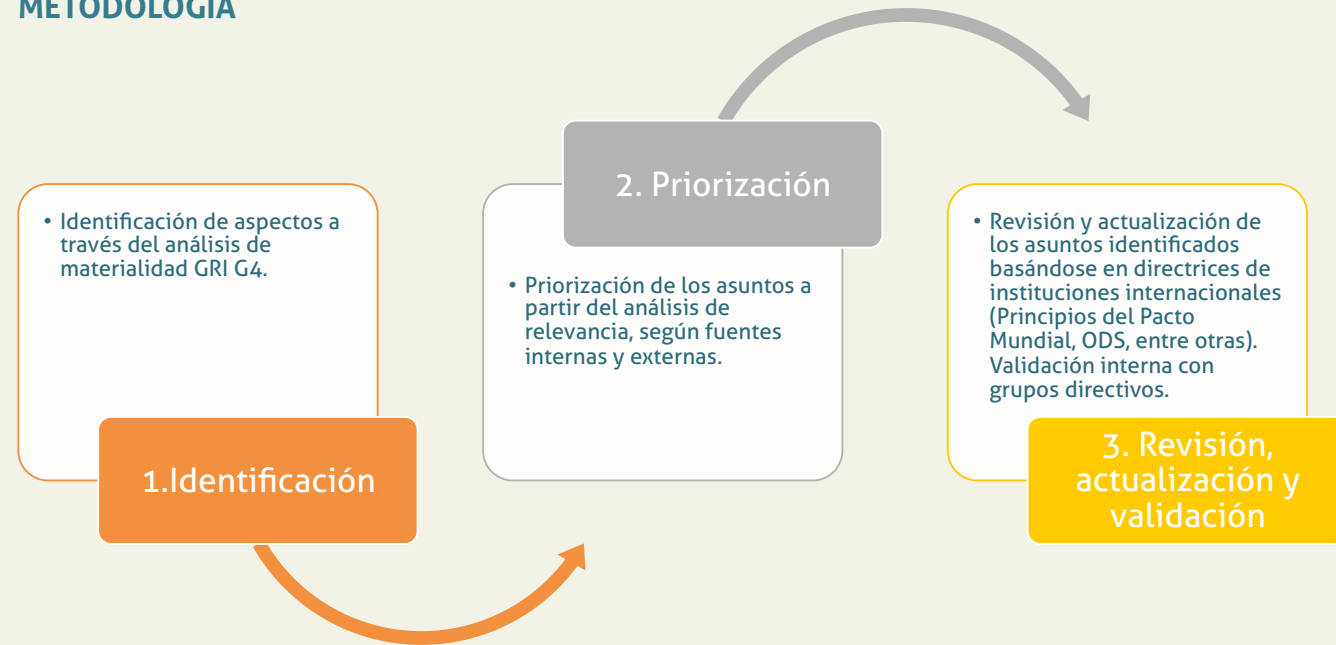 METODOLOGÍA
• Identificación de aspectos a
través del análisis de
materialidad GRI G4.
1.Identificación
2. Priorización
• Priorización de los asuntos a
partir del análisis de
relevancia, según fuentes
internas y externas.
• Revisión y actualización de
los asuntos identificados
basándose en directrices de
instituciones internacionales
(Principios del Pacto
Mundial, ODS, entre otras).
Validación interna con
grupos directivos.
3. Revisión,
actualización y
validación